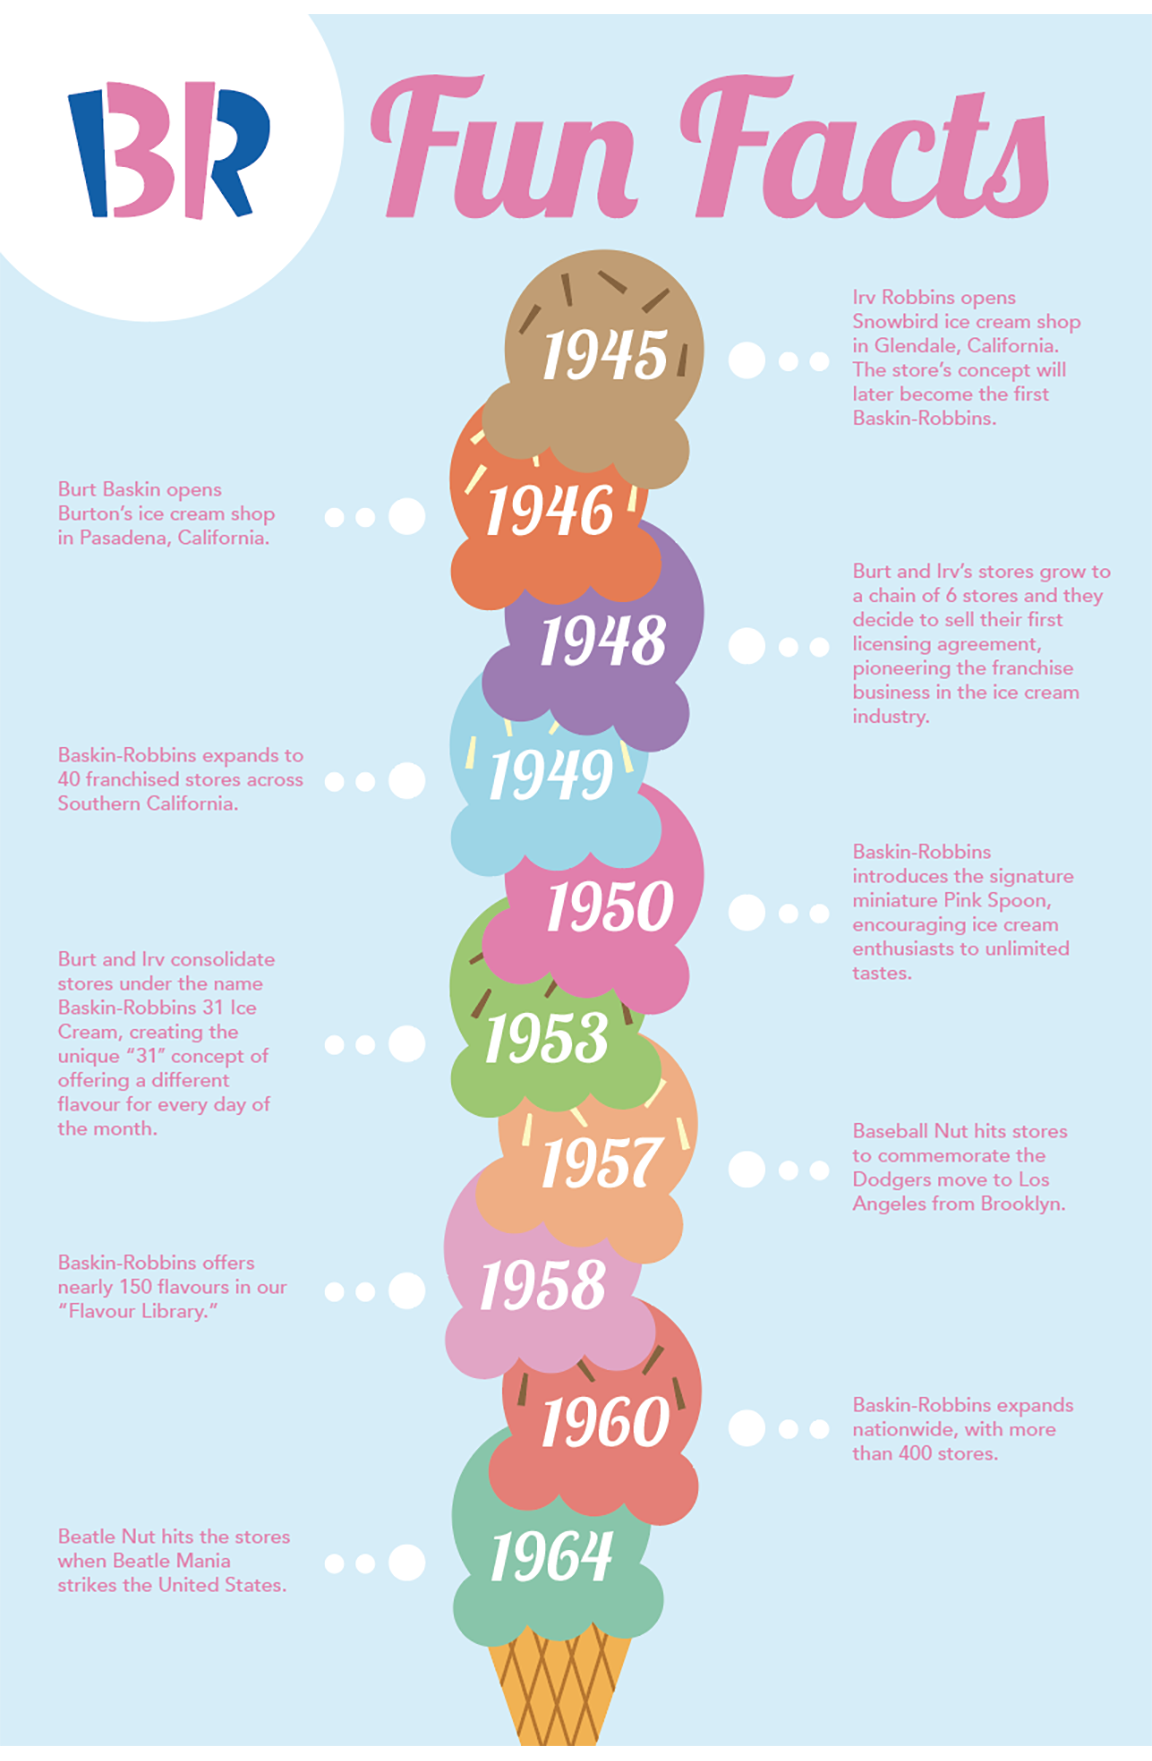 BR
Fun Facts
1945
Irv Robbins opens
Snowbird ice cream shop
in Glendale, California.
The store's concept will
later become the first
Baskin-Robbins.
1946
Burt Baskin opens
Burton's ice cream shop
in Pasadena, California.
1948
Burt and Irv's stores grow to
a chain of 6 stores and they
decide to sell their first
licensing agreement,
pioneering the franchise
business in the ice cream
industry.
1949
Baskin-Robbins expands to
40 franchised stores across
Southern California.
1950
Baskin-Robbins
introduces the signature
miniature Pink Spoon,
encouraging ice cream
enthusiasts to unlimited
tastes.
1953
Burt and Irv consolidate
stores under the name
Baskin-Robbins 31 Ice
Cream, creating the
unique “31” concept of
offering a different
flavour for every day of
the month.
1957
Baseball Nut hits stores
to commemorate the
Dodgers move to Los
Angeles from Brooklyn.
1958
Baskin-Robbins offers
nearly 150 flavours in our
“Flavour Library.”
1960
Baskin-Robbins expands
nationwide, with more
than 400 stores.
1964
Beatle Nut hits the stores
when Beatle Mania
strikes the United States.